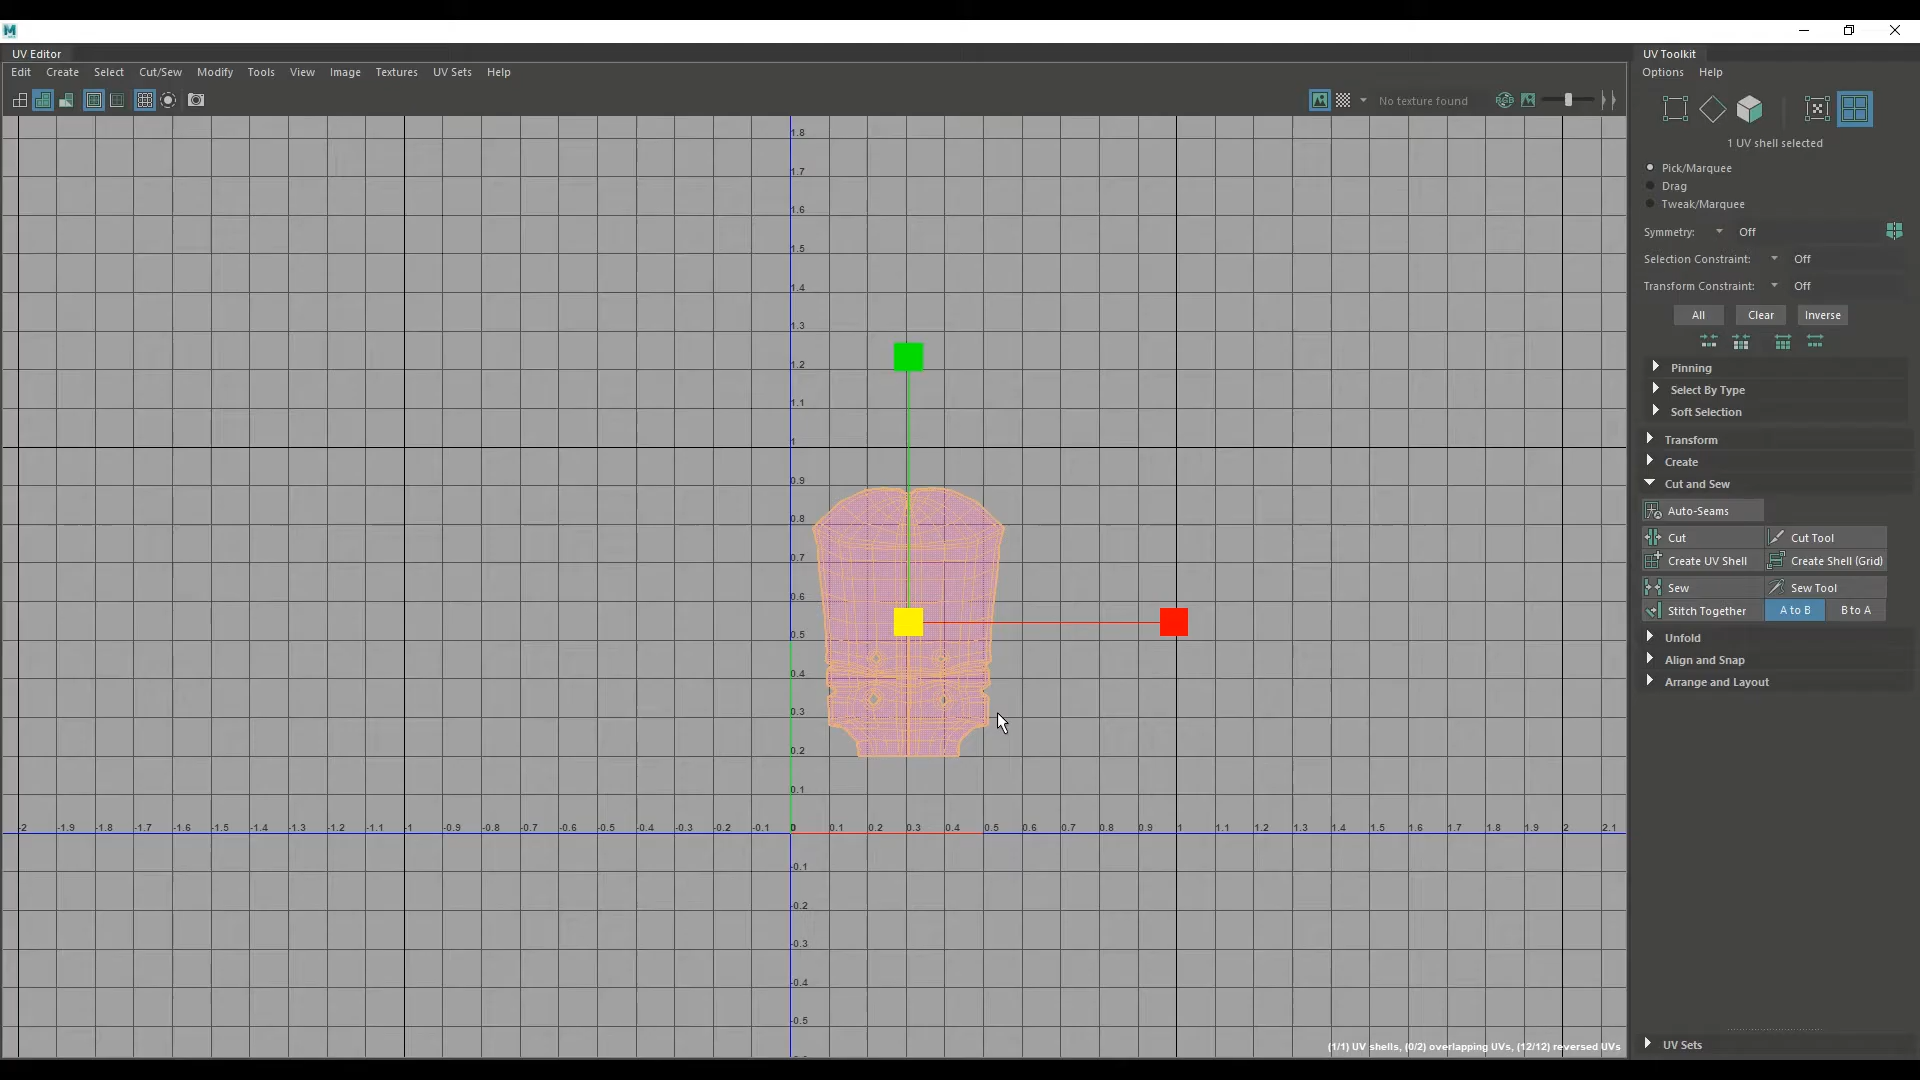 UV Editor
UV Toolkit
Edit Create Select Cut/Sew Modify Tools View Image Textures UV Sets Help
Options Help
No texture found
1 UV shell selected
Pick/Marquee
Drag
Tweak/Marquee
Symmetry: Off
Selection Constraint: Off
Transform Constraint: Off
All Clear Inverse
Pinning
Select By Type
Soft Selection
Transform
Create
Cut and Sew
Auto-Seams
Cut Cut Tool
Create UV Shell Create Shell (Grid)
Sew Sew Tool
Stitch Together A to B B to A
Unfold
Align and Snap
Arrange and Layout
1.8
1.7
1.6
1.5
1.4
1.3
1.2
1.1
1
0.9
0.8
0.7
0.6
0.5
0.4
0.3
0.2
0.1
-2 -1.9 -1.8 -1.7 -1.6 -1.5 -1.4 -1.3 -1.2 -1.1 -1 -0.9 -0.8 -0.7 -0.6 -0.5 -0.4 -0.3 -0.2 -0.1 0 0.1 0.2 0.3 0.4 0.5 0.6 0.7 0.8 0.9 1 1.1 1.2 1.3 1.4 1.5 1.6 1.7 1.8 1.9 2 2.1
-0.1
-0.2
-0.3
-0.4
-0.5
(1/1) UV shells, (0/2) overlapping UVs, (12/12) reversed UVs
UV Sets